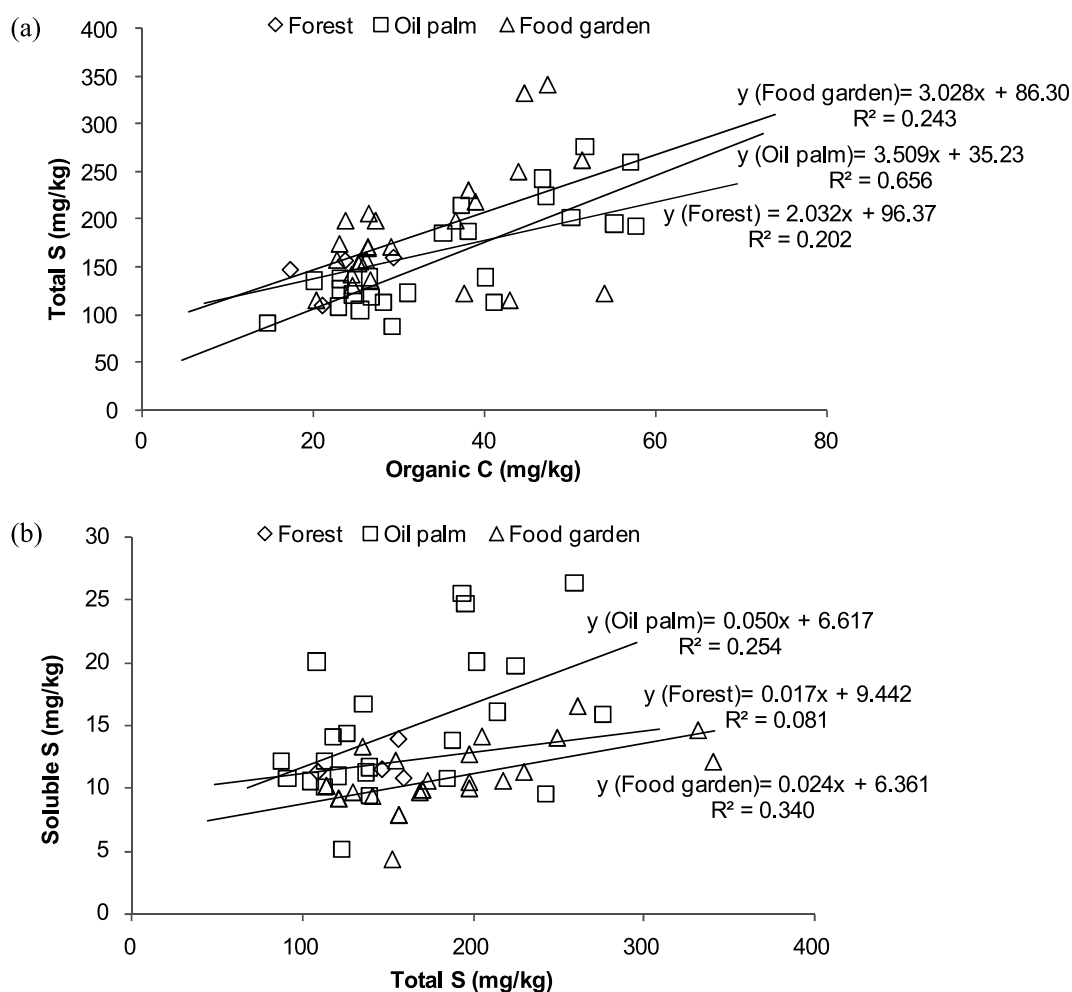 (a)
Forest Oil palm Food garden
400
350
300
250
200
150
100
50
0
Total S (mg/kg)
y (Food garden)= 3.028x + 86.30
R² = 0.243
y (Oil palm)= 3.509x + 35.23
R² = 0.656
y (Forest) = 2.032x + 96.37
R² = 0.202
0 20 40 60 80
Organic C (mg/kg)
(b)
Forest Oil palm Food garden
30
25
20
15
10
5
0
Soluble S (mg/kg)
y (Oil palm)= 0.050x + 6.617
R² = 0.254
y (Forest)= 0.017x + 9.442
R² = 0.081
y (Food garden)= 0.024x + 6.361
R² = 0.340
0 100 200 300 400
Total S (mg/kg)